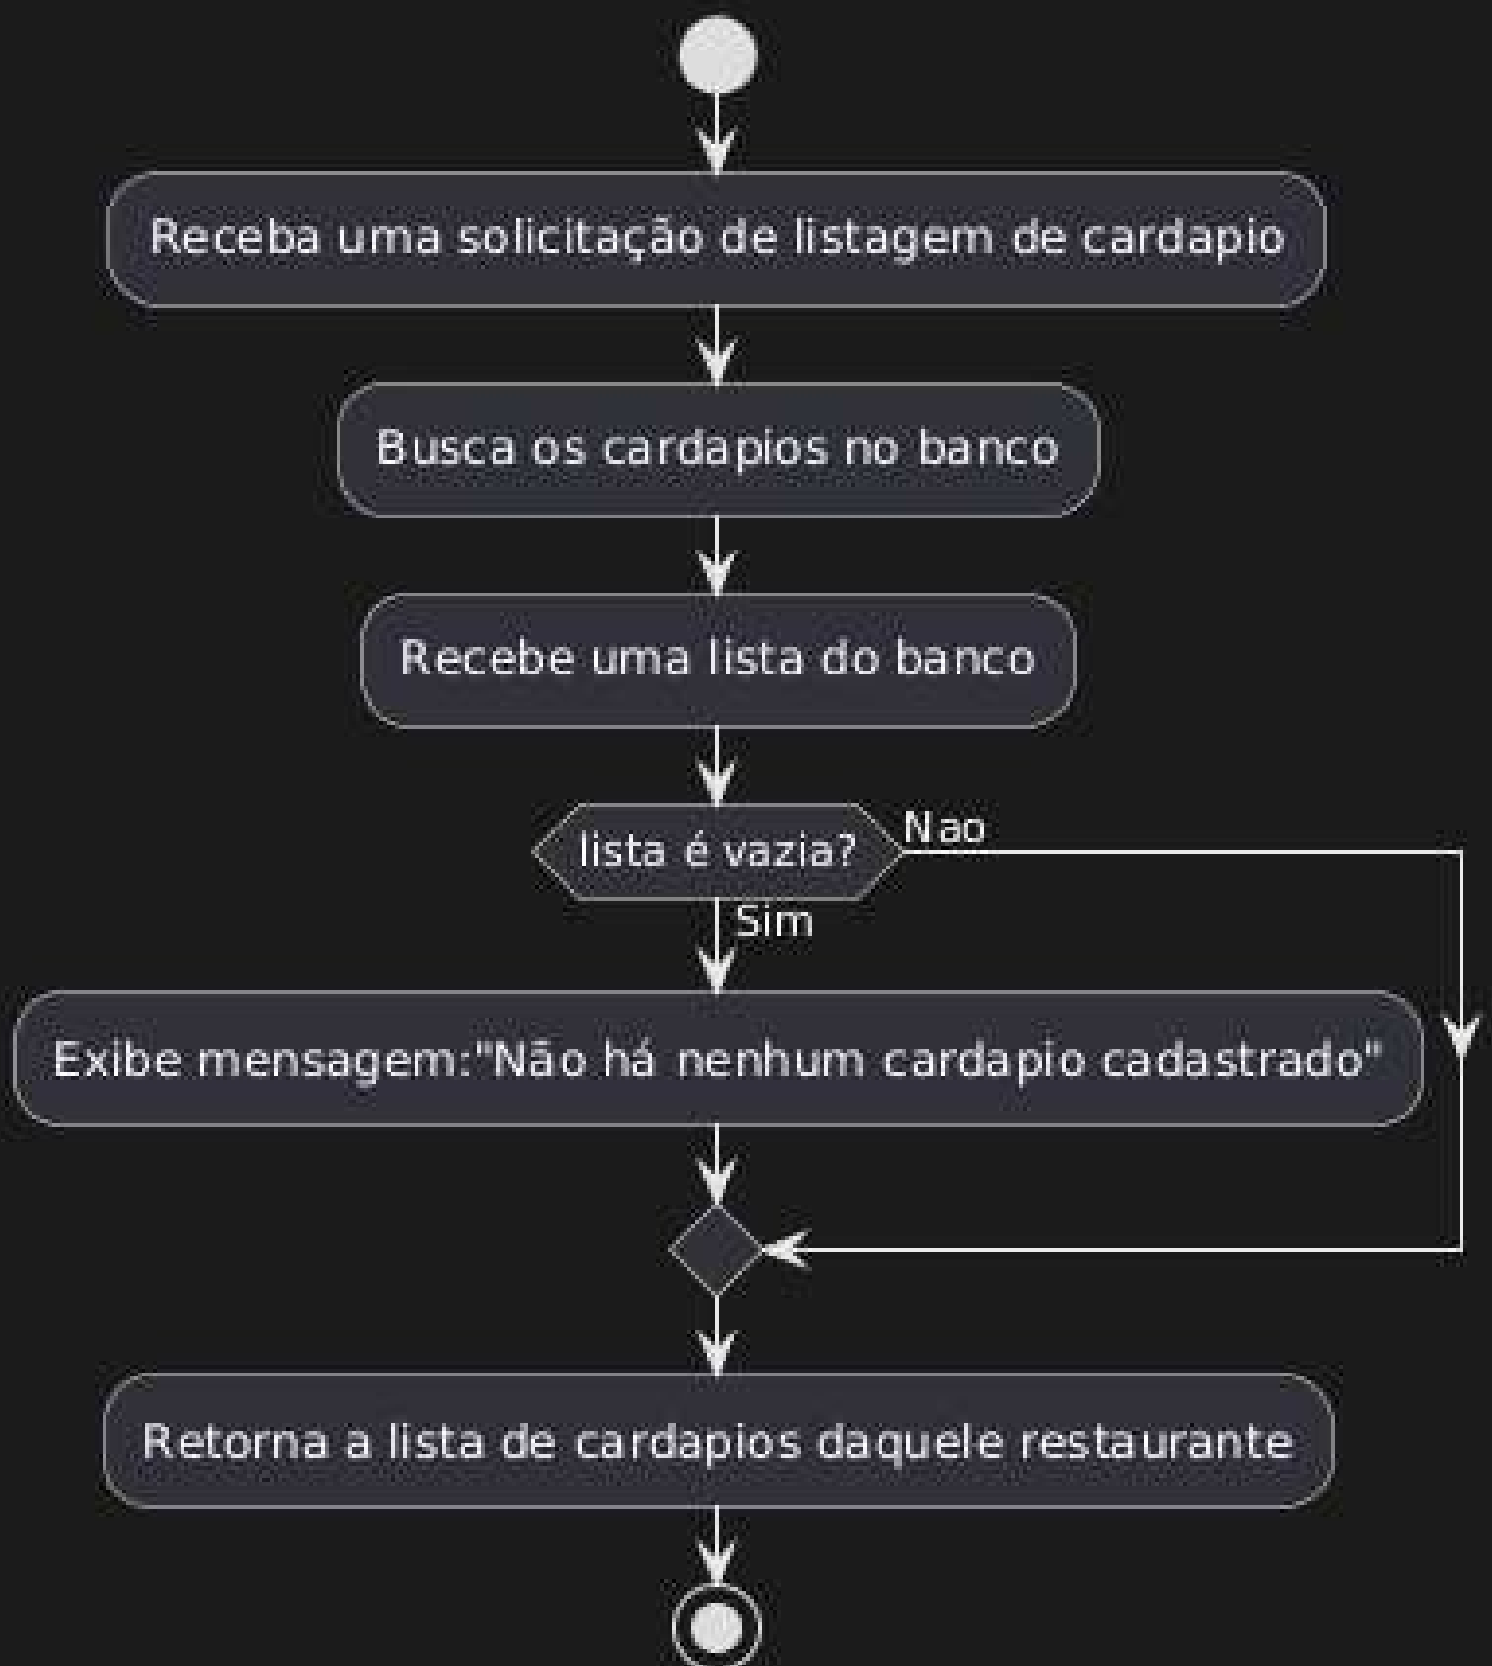 Receba uma solicitação de listagem de cardapio
Busca os cardapios no banco
Recebe uma lista do banco
lista é vazia?
Nao
Sim
Exibe mensagem:"Não há nenhum cardapio cadastrado"
Retorna a lista de cardapios daquele restaurante